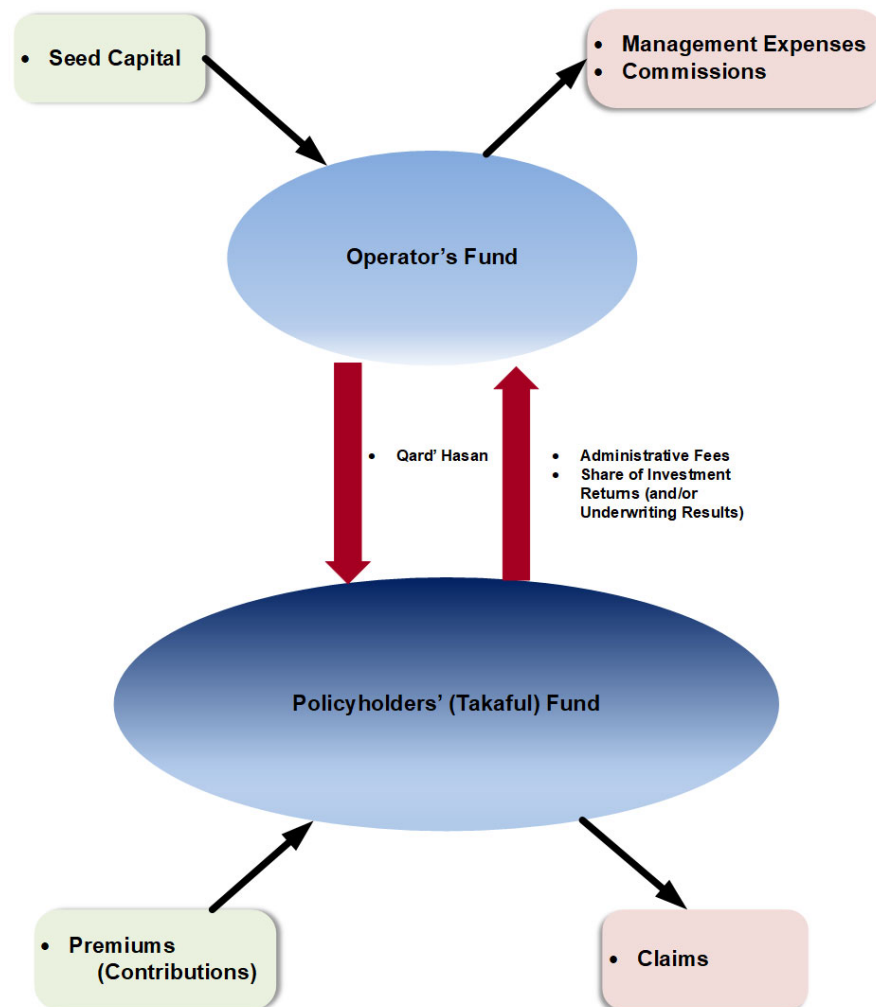 • Seed Capital
• Management Expenses
• Commissions
Operator’s Fund
• Qard’ Hasan
• Administrative Fees
• Share of Investment
Returns (and/or
Underwriting Results)
Policyholders’ (Takaful) Fund
• Premiums
(Contributions)
• Claims